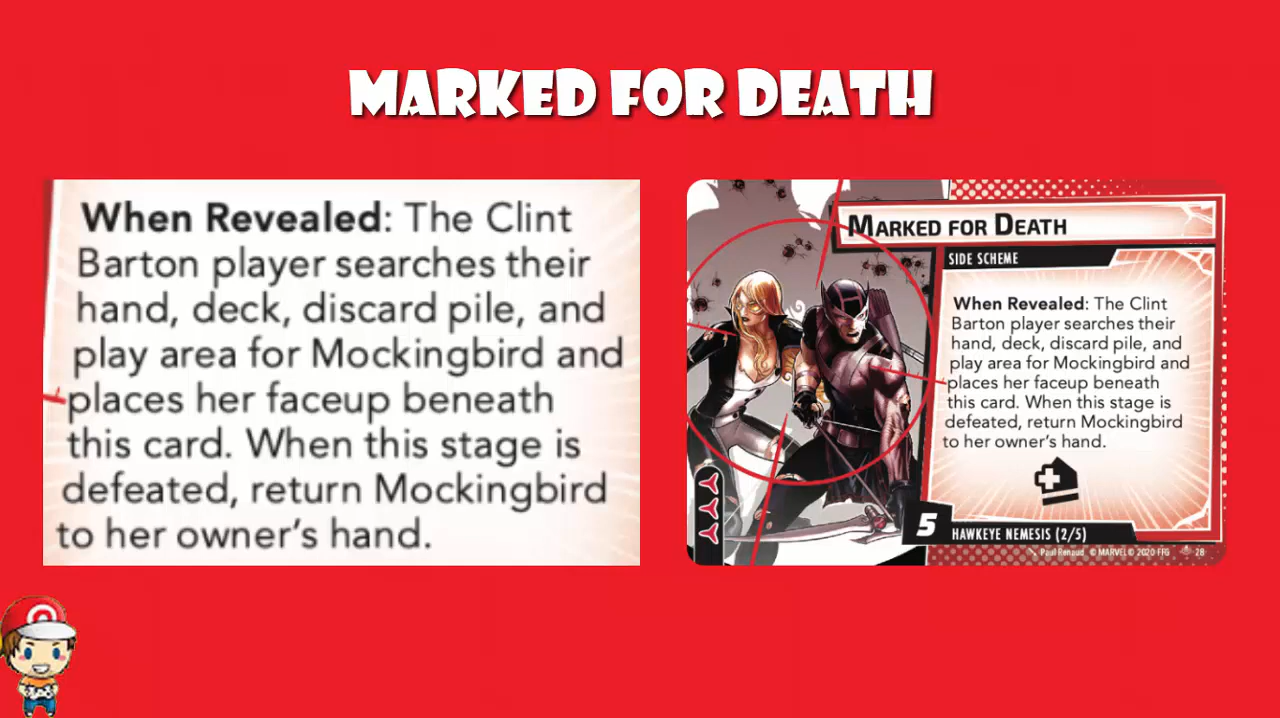 MARKED FOR DEATH
When Revealed: The Clint
Barton player searches their
hand, deck, discard pile, and
play area for Mockingbird and
places her faceup beneath
this card. When this stage is
defeated, return Mockingbird
to her owner's hand.
MARKED FOR DEATH
SIDE SCHEME
When Revealed: The Clint
Barton player searches their
hand, deck, discard pile, and
play area for Mockingbird and
places her faceup beneath
this card. When this stage is
defeated, return Mockingbird
to her owner's hand.
5
HAWKEYE NEMESIS (2/5)
Paul Renaud © MARVEL © 2020 FFG 28